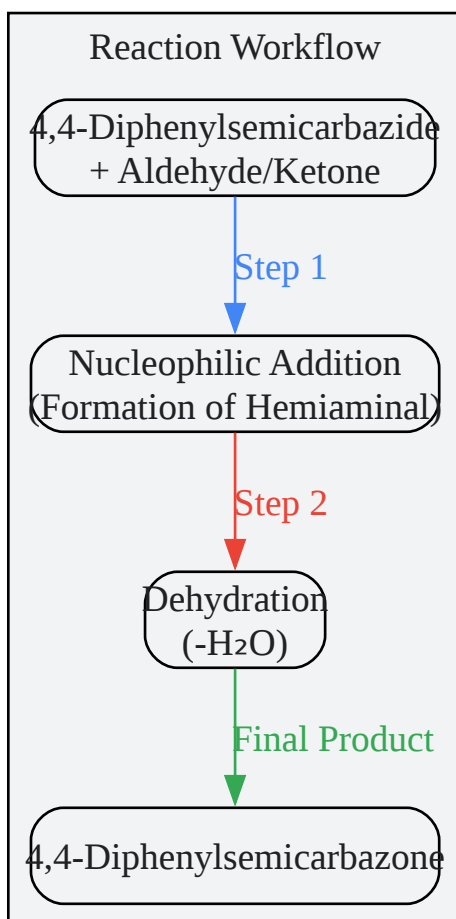 Reaction Workflow
4,4-Diphenylsemicarbazide
+ Aldehyde/Ketone
Step 1
Nucleophilic Addition
(Formation of Hemiaminal)
Step 2
Dehydration
(-H₂O)
Final Product
4,4-Diphenylsemicarbazone